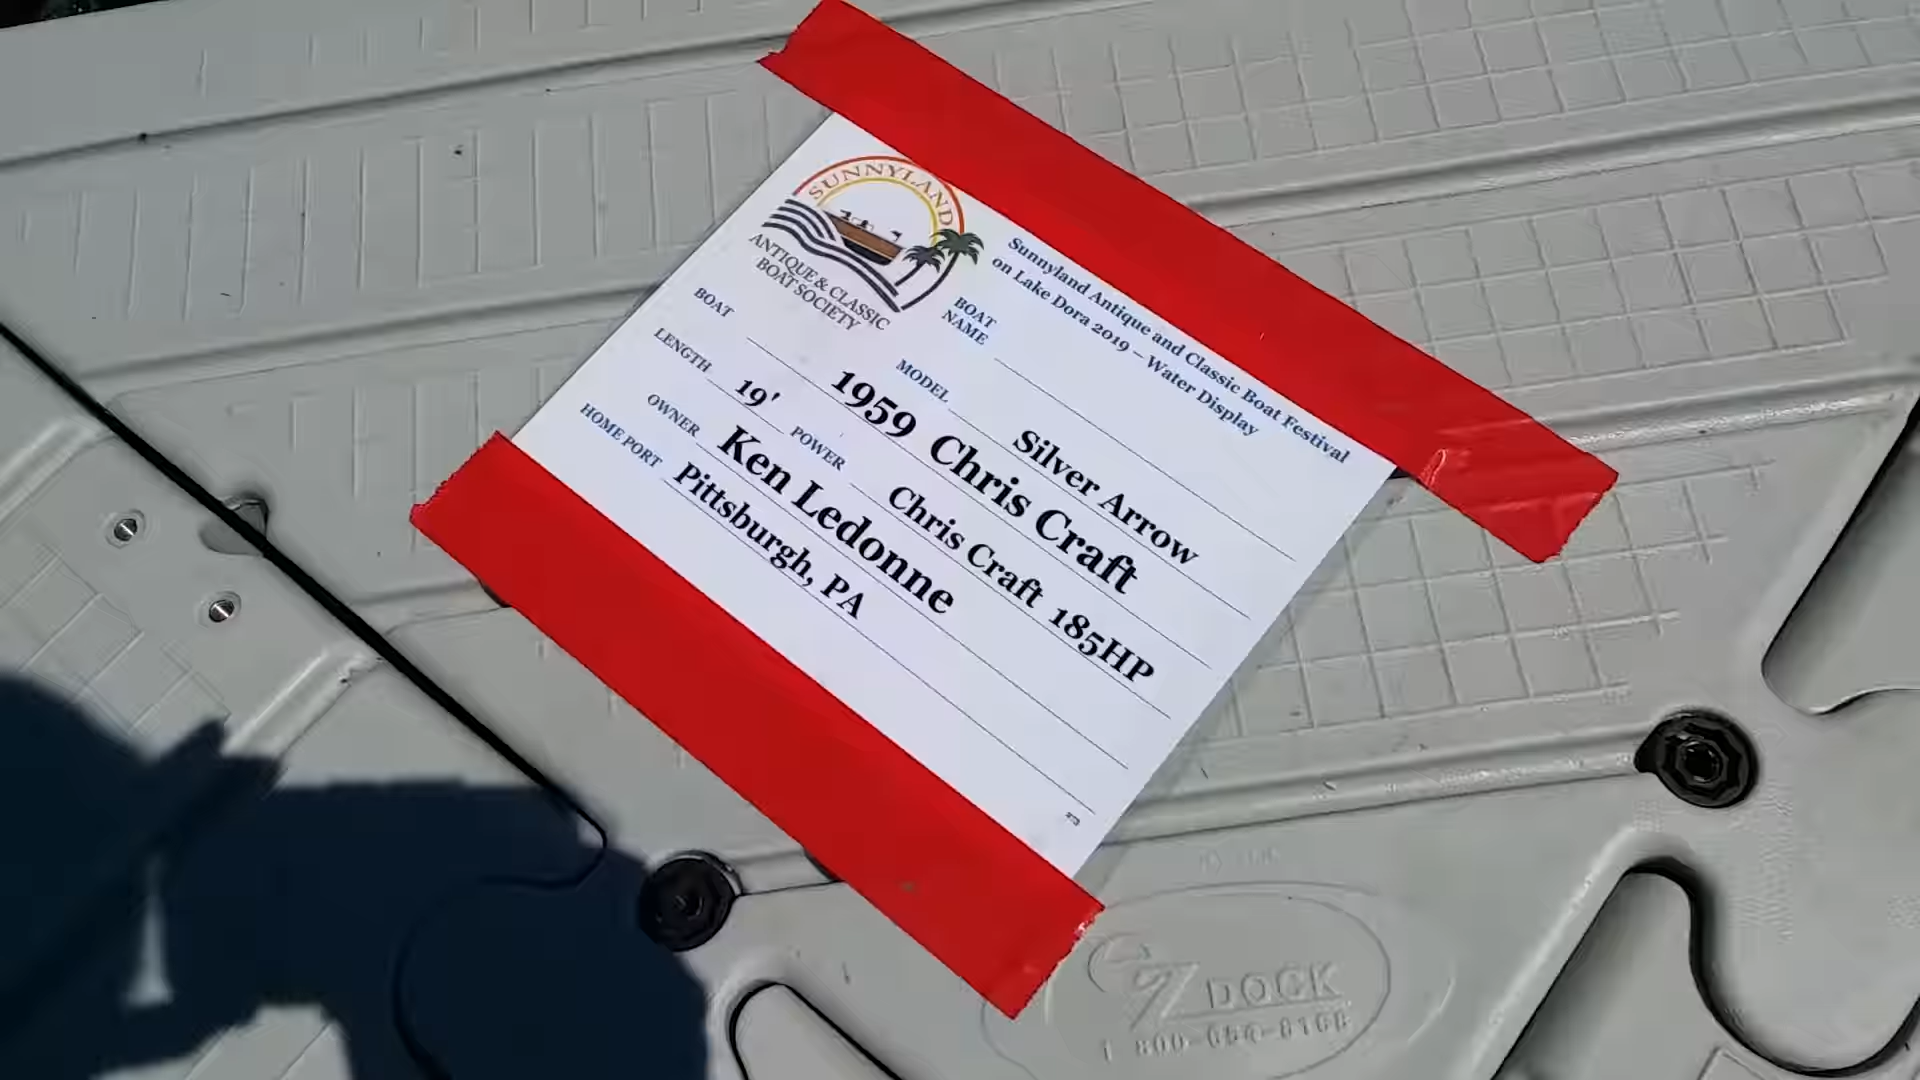 SUNNYLAND
ANTIQUE & CLASSIC
BOAT SOCIETY
Sunnyland Antique and Classic Boat Festival
on Lake Dora 2019 – Water Display
BOAT
NAME
MODEL Silver Arrow
BOAT 1959 Chris Craft
LENGTH 19' POWER Chris Craft 185HP
OWNER Ken Ledonne
HOME PORT Pittsburgh, PA
EZ DOCK